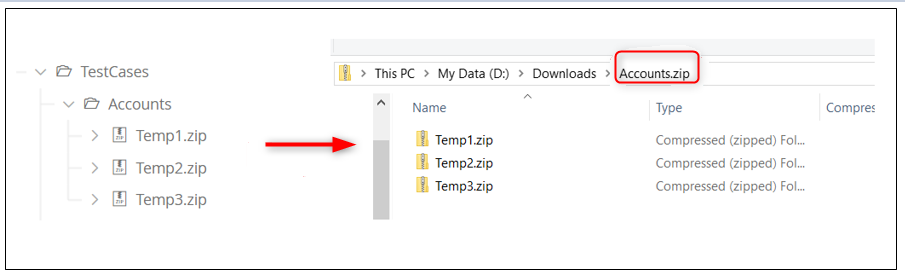 TestCases
Accounts
Temp1.zip
Temp2.zip
Temp3.zip
This PC > My Data (D:) > Downloads > Accounts.zip
Name Type Compres
Temp1.zip Compressed (zipped) Fol...
Temp2.zip Compressed (zipped) Fol...
Temp3.zip Compressed (zipped) Fol...